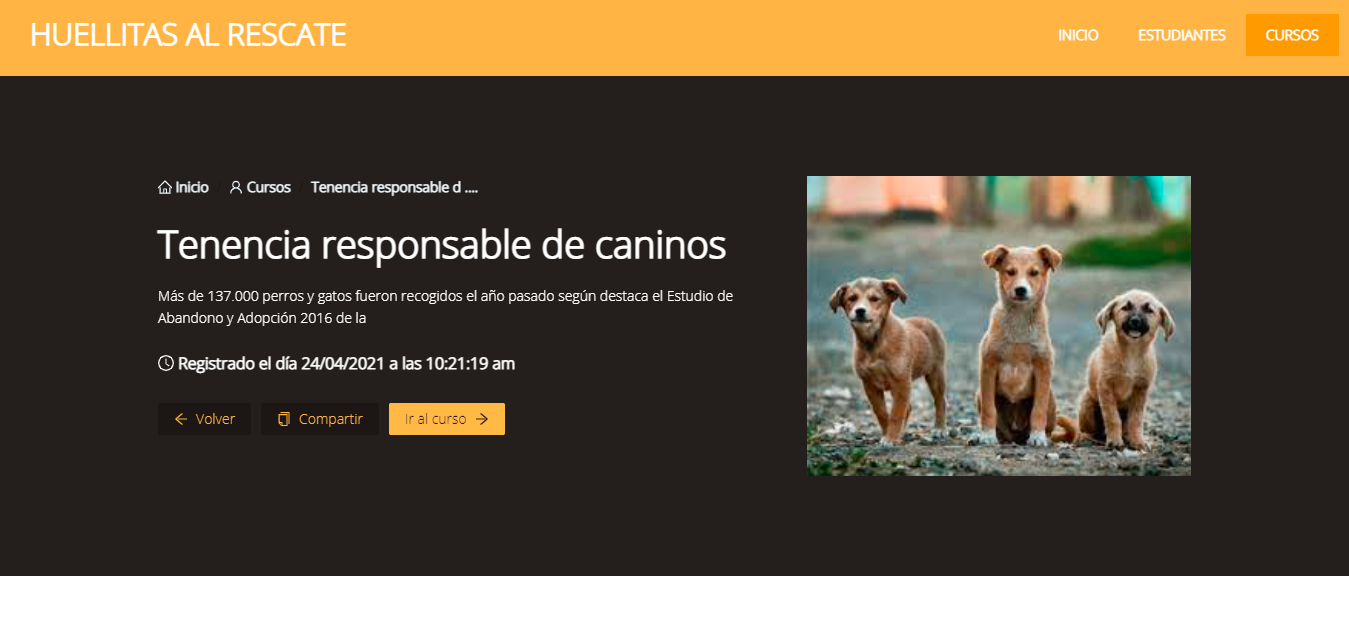 HUELLITAS AL RESCATE
INICIO ESTUDIANTES CURSOS
Inicio / Cursos / Tenencia responsable d ....
Tenencia responsable de caninos
Más de 137.000 perros y gatos fueron recogidos el año pasado según destaca el Estudio de
Abandono y Adopción 2016 de la
Registrado el día 24/04/2021 a las 10:21:19 am
Volver Compartir Ir al curso